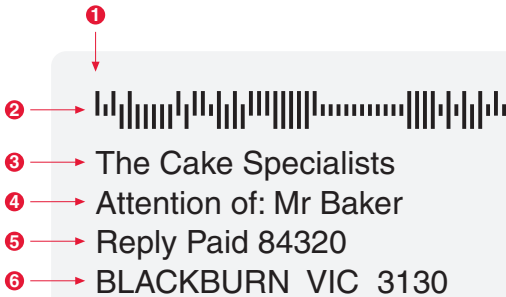 1
2
3 The Cake Specialists
4 Attention of: Mr Baker
5 Reply Paid 84320
6 BLACKBURN VIC 3130